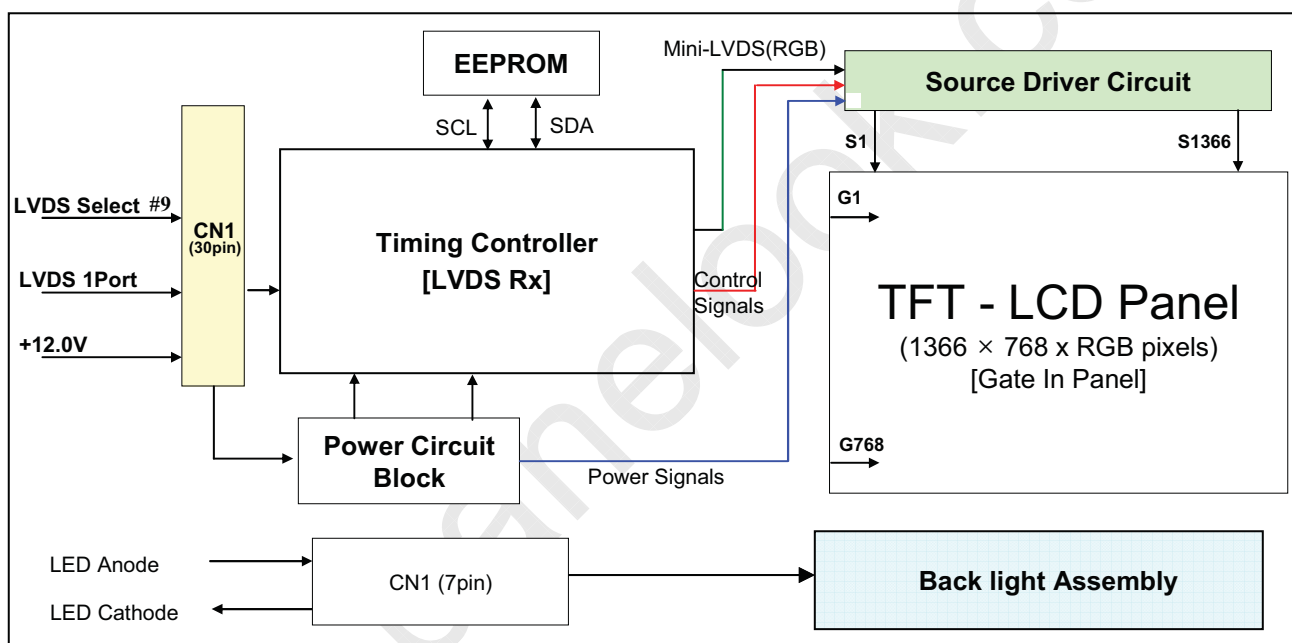 EEPROM
SCL
SDA
Mini-LVDS(RGB)
Source Driver Circuit
S1
S1366
LVDS Select #9
LVDS 1Port
+12.0V
CN1
(30pin)
Timing Controller
[LVDS Rx]
Control
Signals
G1
TFT - LCD Panel
(1366 × 768 x RGB pixels)
[Gate In Panel]
G768
Power Circuit
Block
Power Signals
LED Anode
LED Cathode
CN1 (7pin)
Back light Assembly